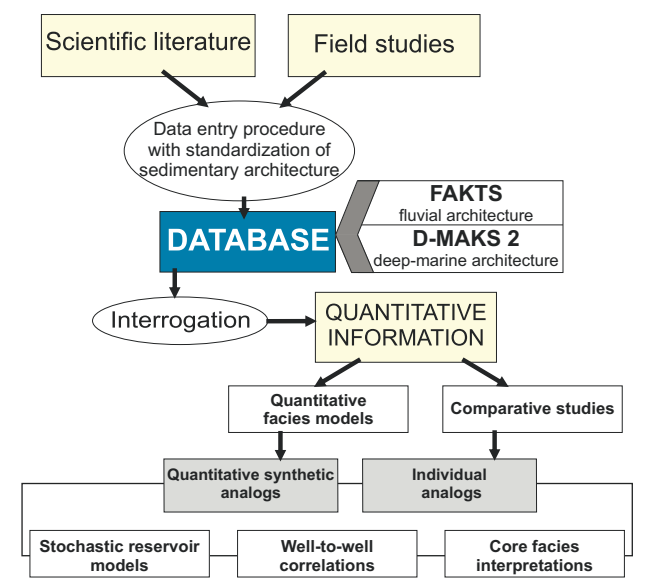 Scientific literature
Field studies
Data entry procedure
with standardization of
sedimentary architecture
FAKTS
fluvial architecture
DATABASE
D-MAKS 2
deep-marine architecture
Interrogation
QUANTITATIVE
INFORMATION
Quantitative
facies models
Comparative studies
Quantitative synthetic
analogs
Individual
analogs
Stochastic reservoir
models
Well-to-well
correlations
Core facies
interpretations